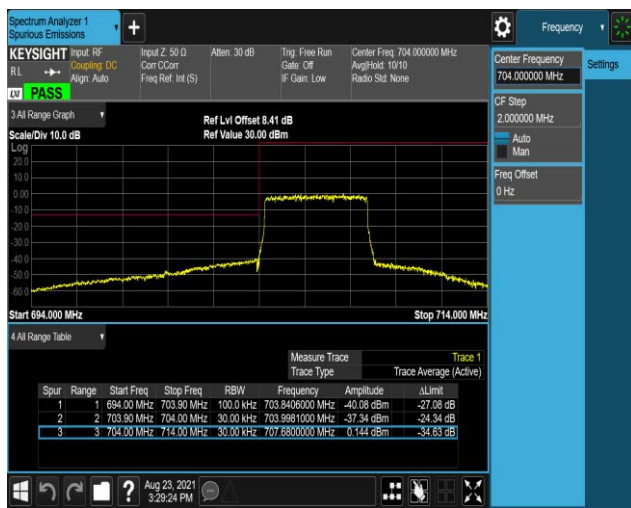 Spectrum Analyzer 1
Spurious Emissions
+
Frequency
KEYSIGHT
Input: RF
Input Z: 50 Ω
Atten: 30 dB
Trig: Free Run
Center Freq: 704.000000 MHz
RL
Coupling: DC
Corr CCorr
Gate: Off
Avg|Hold: 10/10
Align: Auto
Freq Ref: Int (S)
IF Gain: Low
Radio Std: None
LXI
PASS
Center Frequency
704.000000 MHz
Settings
CF Step
2.000000 MHz
Auto
Man
Freq Offset
0 Hz
3 All Range Graph
Ref Lvl Offset 8.41 dB
Scale/Div 10.0 dB
Ref Value 30.00 dBm
Log
20.0
10.0
0.00
-10.0
-20.0
-30.0
-40.0
-50.0
-60.0
Start 694.000 MHz
Stop 714.000 MHz
4 All Range Table
Measure Trace
Trace 1
Trace Type
Trace Average (Active)
Spur Range Start Freq Stop Freq RBW Frequency Amplitude ΔLimit
1 1 694.00 MHz 703.90 MHz 100.0 kHz 703.8406000 MHz -40.08 dBm -27.08 dB
2 2 703.90 MHz 704.00 MHz 30.00 kHz 703.9981000 MHz -37.34 dBm -24.34 dB
3 3 704.00 MHz 714.00 MHz 30.00 kHz 707.6800000 MHz 0.144 dBm -34.63 dB
?
Aug 23, 2021
3:29:24 PM